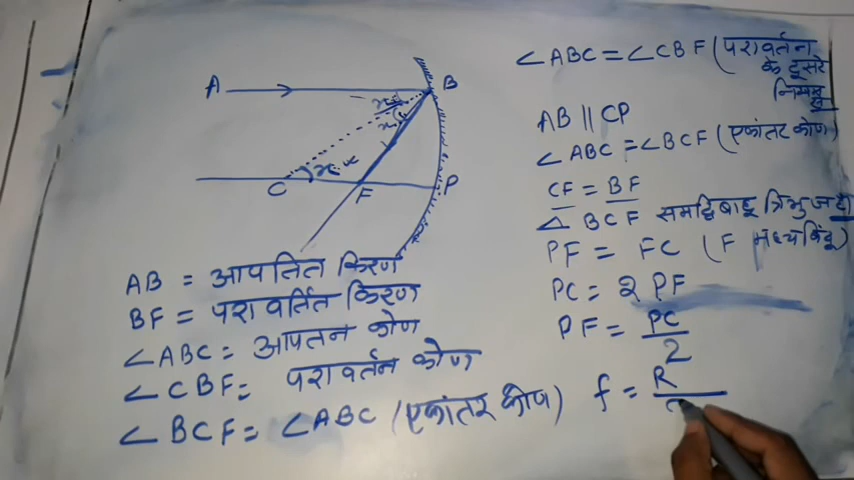 A
B
C
F
P
x
x
x
AB = आपतित किरण
BF = परावर्तित किरण
∠ABC = आपतन कोण
∠CBF = परावर्तन कोण
∠BCF = ∠ABC (एकांतर कोण)
∠ABC = ∠CBF (परावर्तन
के दूसरे
नियम से
AB || CP
∠ABC = ∠BCF (एकांतर कोण)
CF = BF
△ BCF समद्विबाहु त्रिभुज है।
PF = FC (F मध्यबिंदू)
PC = २ PF
PF = PC
2
f = R